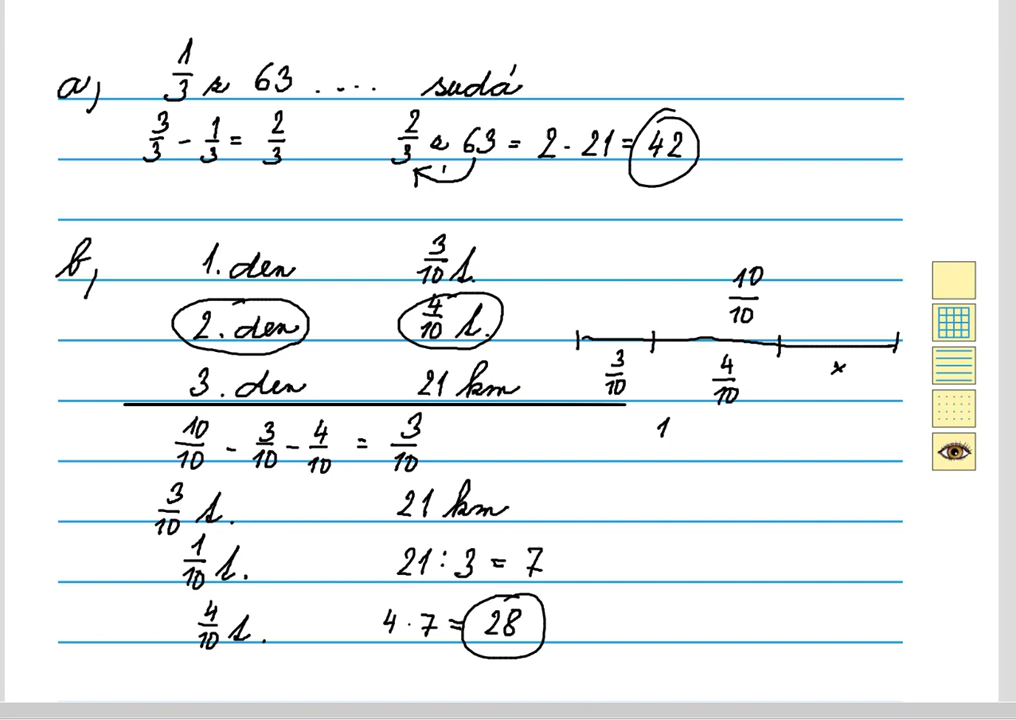 a) 1/3 z 63 .... sudá
3/3 - 1/3 = 2/3   2/3 z 63 = 2 · 21 = 42
b) 1. den   3/10 t.
10/10
2. den   4/10 t.
3. den   21 km
3/10   4/10   x
1
10/10 - 3/10 - 4/10 = 3/10
3/10 t.   21 km
1/10 t.   21 : 3 = 7
4/10 t.   4 · 7 = 28